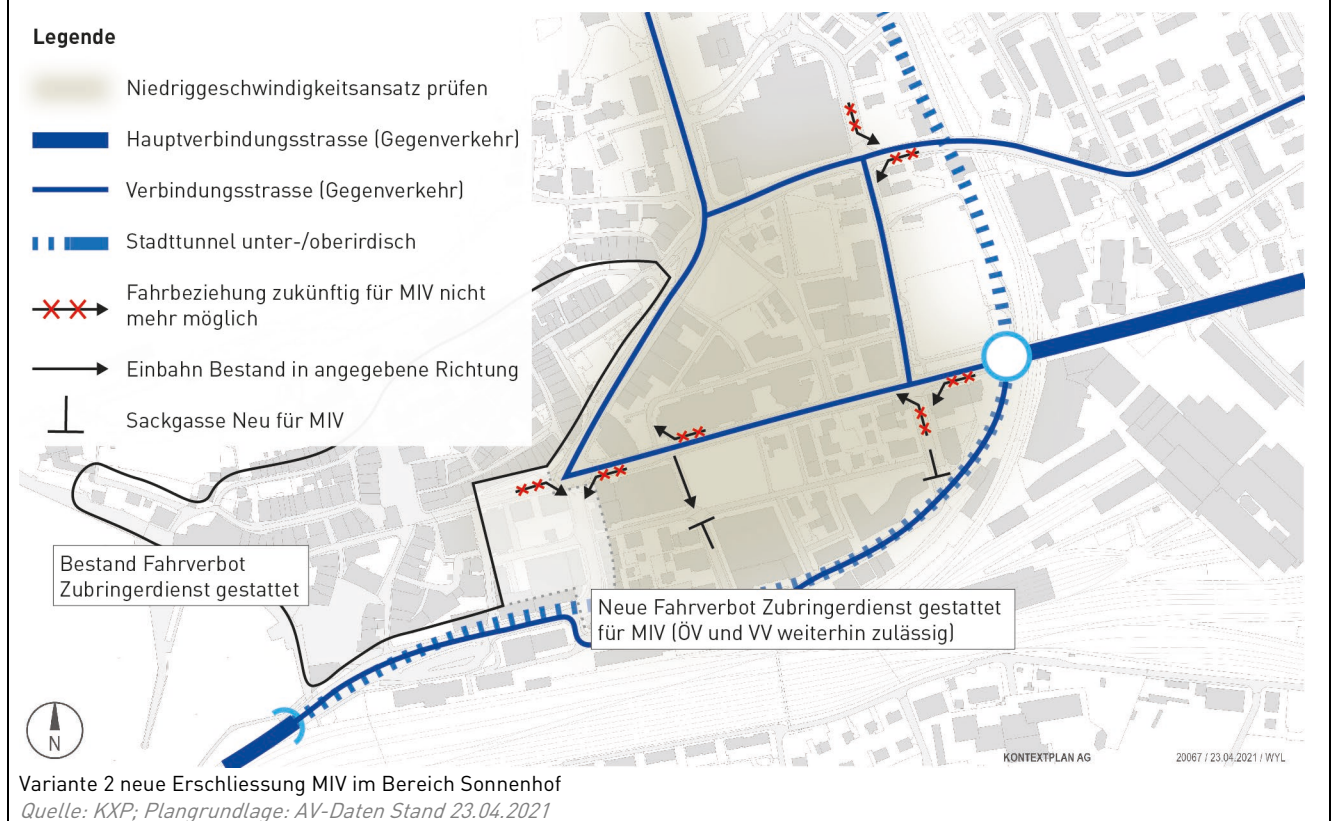 Legende
Niedriggeschwindigkeitsansatz prüfen
Hauptverbindungsstrasse (Gegenverkehr)
Verbindungsstrasse (Gegenverkehr)
Stadttunnel unter-/oberirdisch
Fahrbeziehung zukünftig für MIV nicht
mehr möglich
Einbahn Bestand in angegebene Richtung
Sackgasse Neu für MIV
Bestand Fahrverbot
Zubringerdienst gestattet
Neue Fahrverbot Zubringerdienst gestattet
für MIV (ÖV und VV weiterhin zulässig)
N
KONTEXTPLAN AG
20067 / 23.04.2021 / WYL
Variante 2 neue Erschliessung MIV im Bereich Sonnenhof
Quelle: KXP; Plangrundlage: AV-Daten Stand 23.04.2021